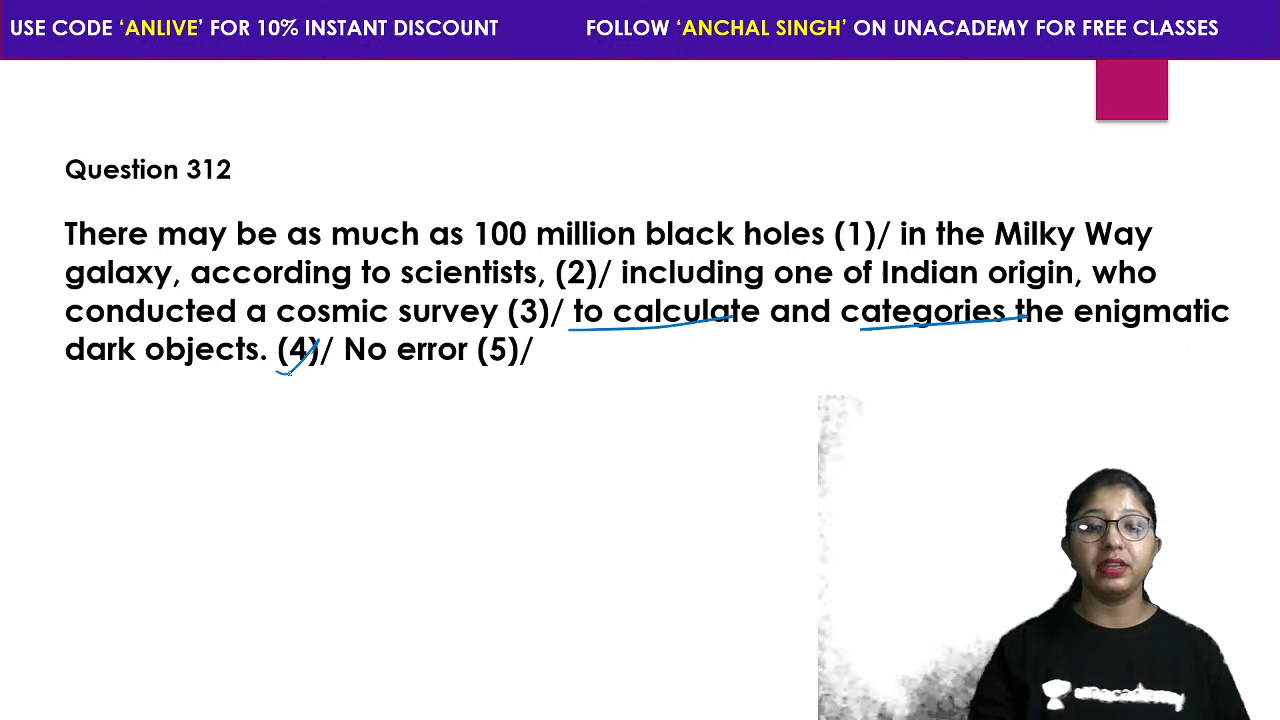 USE CODE ‘ANLIVE’ FOR 10% INSTANT DISCOUNT FOLLOW ‘ANCHAL SINGH’ ON UNACADEMY FOR FREE CLASSES
Question 312
There may be as much as 100 million black holes (1)/ in the Milky Way
galaxy, according to scientists, (2)/ including one of Indian origin, who
conducted a cosmic survey (3)/ to calculate and categories the enigmatic
dark objects. (4)/ No error (5)/
unacademy